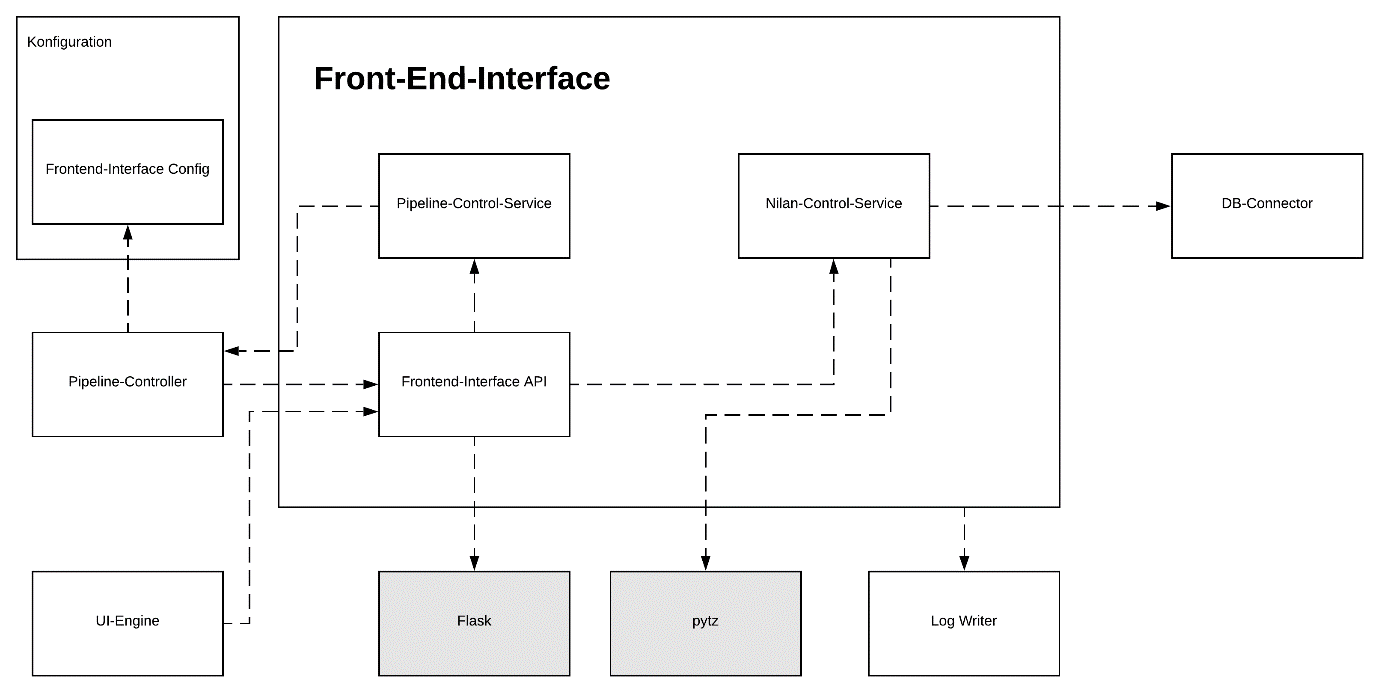 Konfiguration
Front-End-Interface
Frontend-Interface Config
Pipeline-Control-Service
Nilan-Control-Service
DB-Connector
Pipeline-Controller
Frontend-Interface API
UI-Engine
Flask
pytz
Log Writer